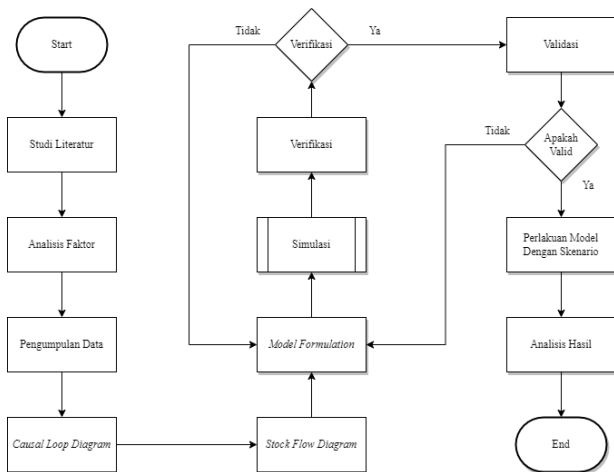 Start
Studi Literatur
Analisis Faktor
Pengumpulan Data
Causal Loop Diagram
Stock Flow Diagram
Model Formulation
Simulasi
Verifikasi
Verifikasi
Tidak
Ya
Validasi
Apakah
Valid
Tidak
Ya
Perlakuan Model
Dengan Skenario
Analisis Hasil
End